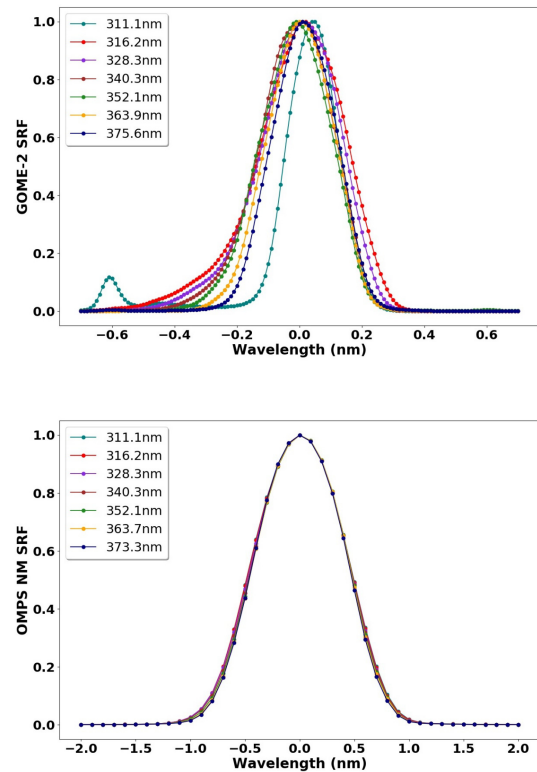 311.1nm
316.2nm
328.3nm
340.3nm
352.1nm
363.9nm
375.6nm
GOME-2 SRF
1.0
0.8
0.6
0.4
0.2
0.0
−0.6 −0.4 −0.2 0.0 0.2 0.4 0.6
Wavelength (nm)
311.1nm
316.2nm
328.3nm
340.3nm
352.1nm
363.7nm
373.3nm
OMPS NM SRF
1.0
0.8
0.6
0.4
0.2
0.0
−2.0 −1.5 −1.0 −0.5 0.0 0.5 1.0 1.5 2.0
Wavelength (nm)